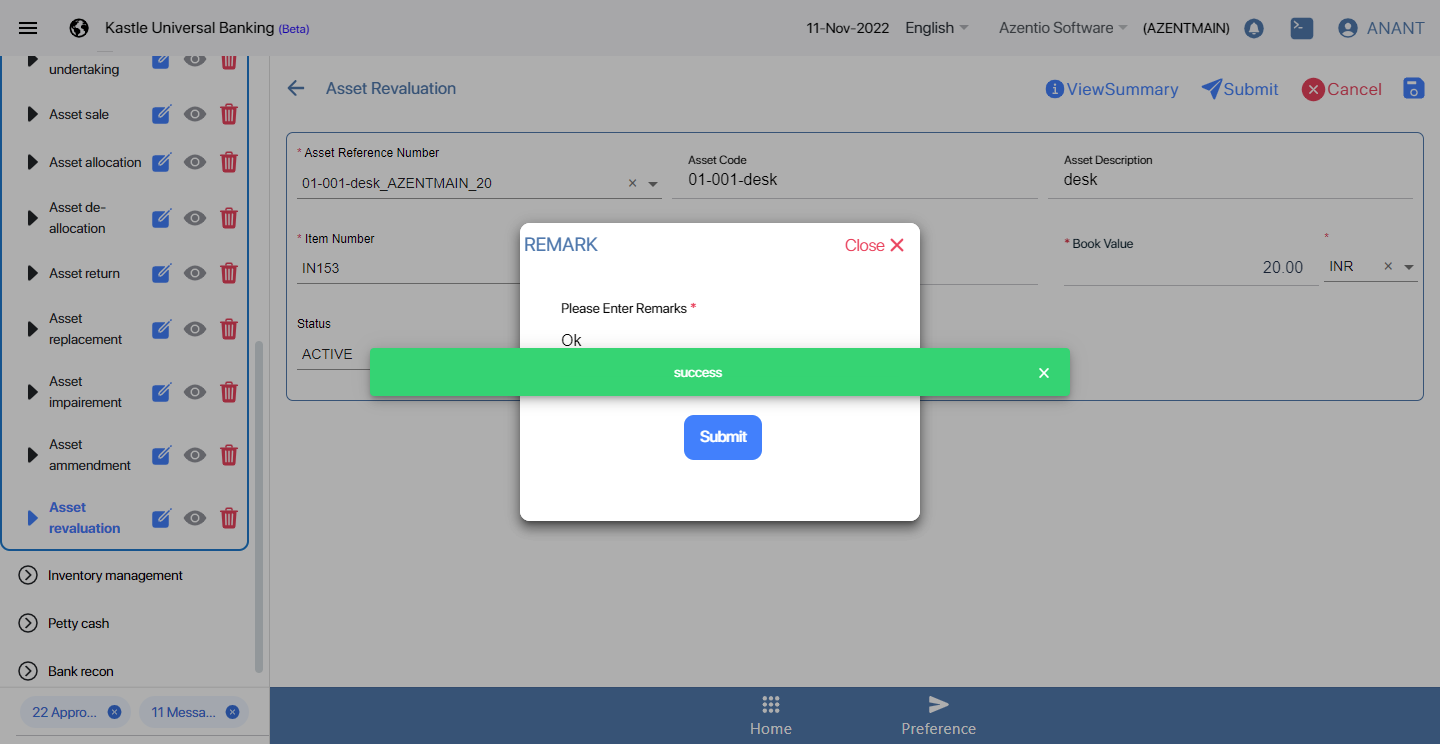 Kastle Universal Banking (Beta)
11-Nov-2022 English Azentio Software (AZENTMAIN) ANANT
undertaking
Asset sale
Asset allocation
Asset de-
allocation
Asset return
Asset
replacement
Asset
impairement
Asset
ammendment
Asset
revaluation
Inventory management
Petty cash
Bank recon
22 Appro...
11 Messa...
Asset Revaluation
ViewSummary
Submit
Cancel
* Asset Reference Number
01-001-desk_AZENTMAIN_20
Asset Code
01-001-desk
Asset Description
desk
* Item Number
IN153
* Book Value
20.00
*
INR
Status
ACTIVE
REMARK
Close
Please Enter Remarks *
Ok
success
Submit
Home
Preference